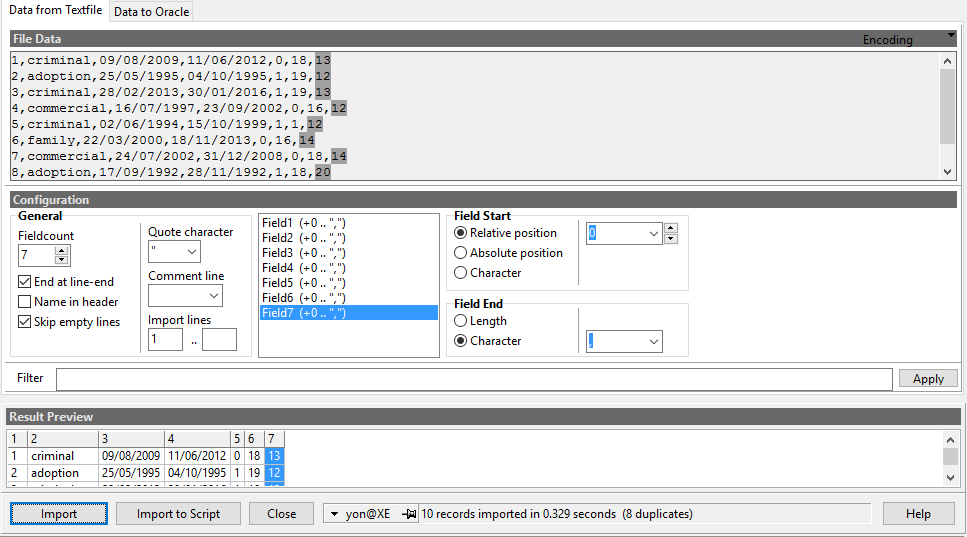 Data from Textfile Data to Oracle
File Data Encoding
1,criminal,09/08/2009,11/06/2012,0,18,13
2,adoption,25/05/1995,04/10/1995,1,19,12
3,criminal,28/02/2013,30/01/2016,1,19,13
4,commercial,16/07/1997,23/09/2002,0,16,12
5,criminal,02/06/1994,15/10/1999,1,1,12
6,family,22/03/2000,18/11/2013,0,16,14
7,commercial,24/07/2002,31/12/2008,0,18,14
8,adoption,17/09/1992,28/11/1992,1,18,20
Configuration
General
Fieldcount
7
End at line-end
Name in header
Skip empty lines
Quote character
"
Comment line
Import lines
1 ..
Field1 (+0 .. ",")
Field2 (+0 .. ",")
Field3 (+0 .. ",")
Field4 (+0 .. ",")
Field5 (+0 .. ",")
Field6 (+0 .. ",")
Field7 (+0 .. ",")
Field Start
Relative position 0
Absolute position
Character
Field End
Length
Character ,
Filter Apply
Result Preview
1 2 3 4 5 6 7
1 criminal 09/08/2009 11/06/2012 0 18 13
2 adoption 25/05/1995 04/10/1995 1 19 12
Import Import to Script Close yon@XE 10 records imported in 0.329 seconds (8 duplicates) Help